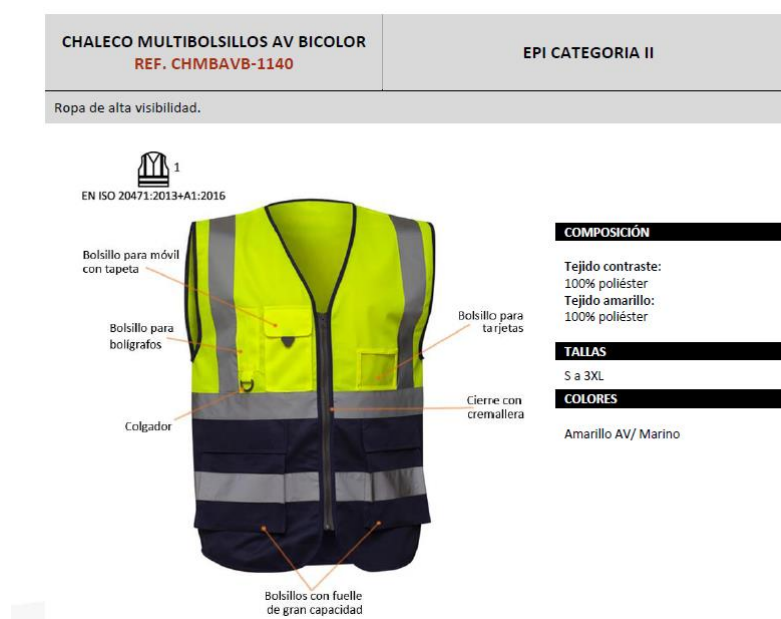 CHALECO MULTIBOLSILLOS AV BICOLOR
REF. CHMBAVB-1140
EPI CATEGORIA II
Ropa de alta visibilidad.
1
EN ISO 20471:2013+A1:2016
Bolsillo para móvil
con tapeta
Bolsillo para
bolígrafos
Colgador
Bolsillo para
tarjetas
Cierre con
cremallera
Bolsillos con fuelle
de gran capacidad
COMPOSICIÓN
Tejido contraste:
100% poliéster
Tejido amarillo:
100% poliéster
TALLAS
S a 3XL
COLORES
Amarillo AV/ Marino